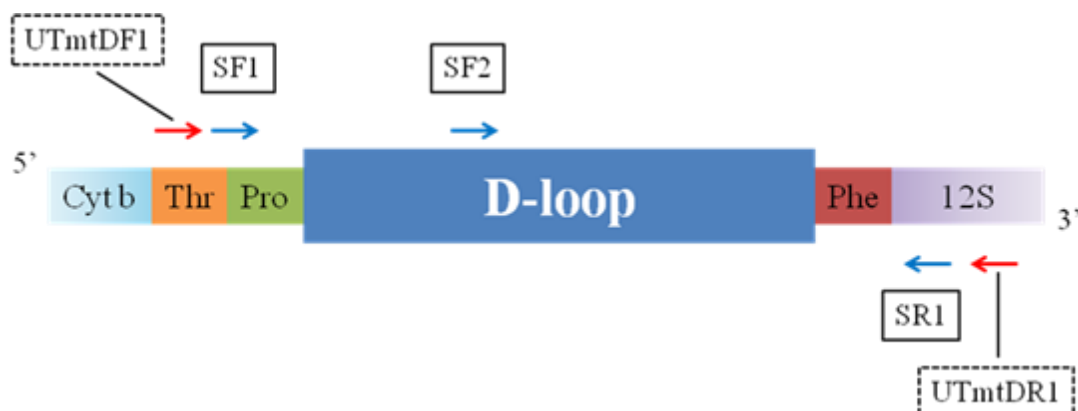 UTmtDF1
SF1
SF2
5’
Cyt b Thr Pro D-loop Phe 12S
3’
SR1
UTmtDR1